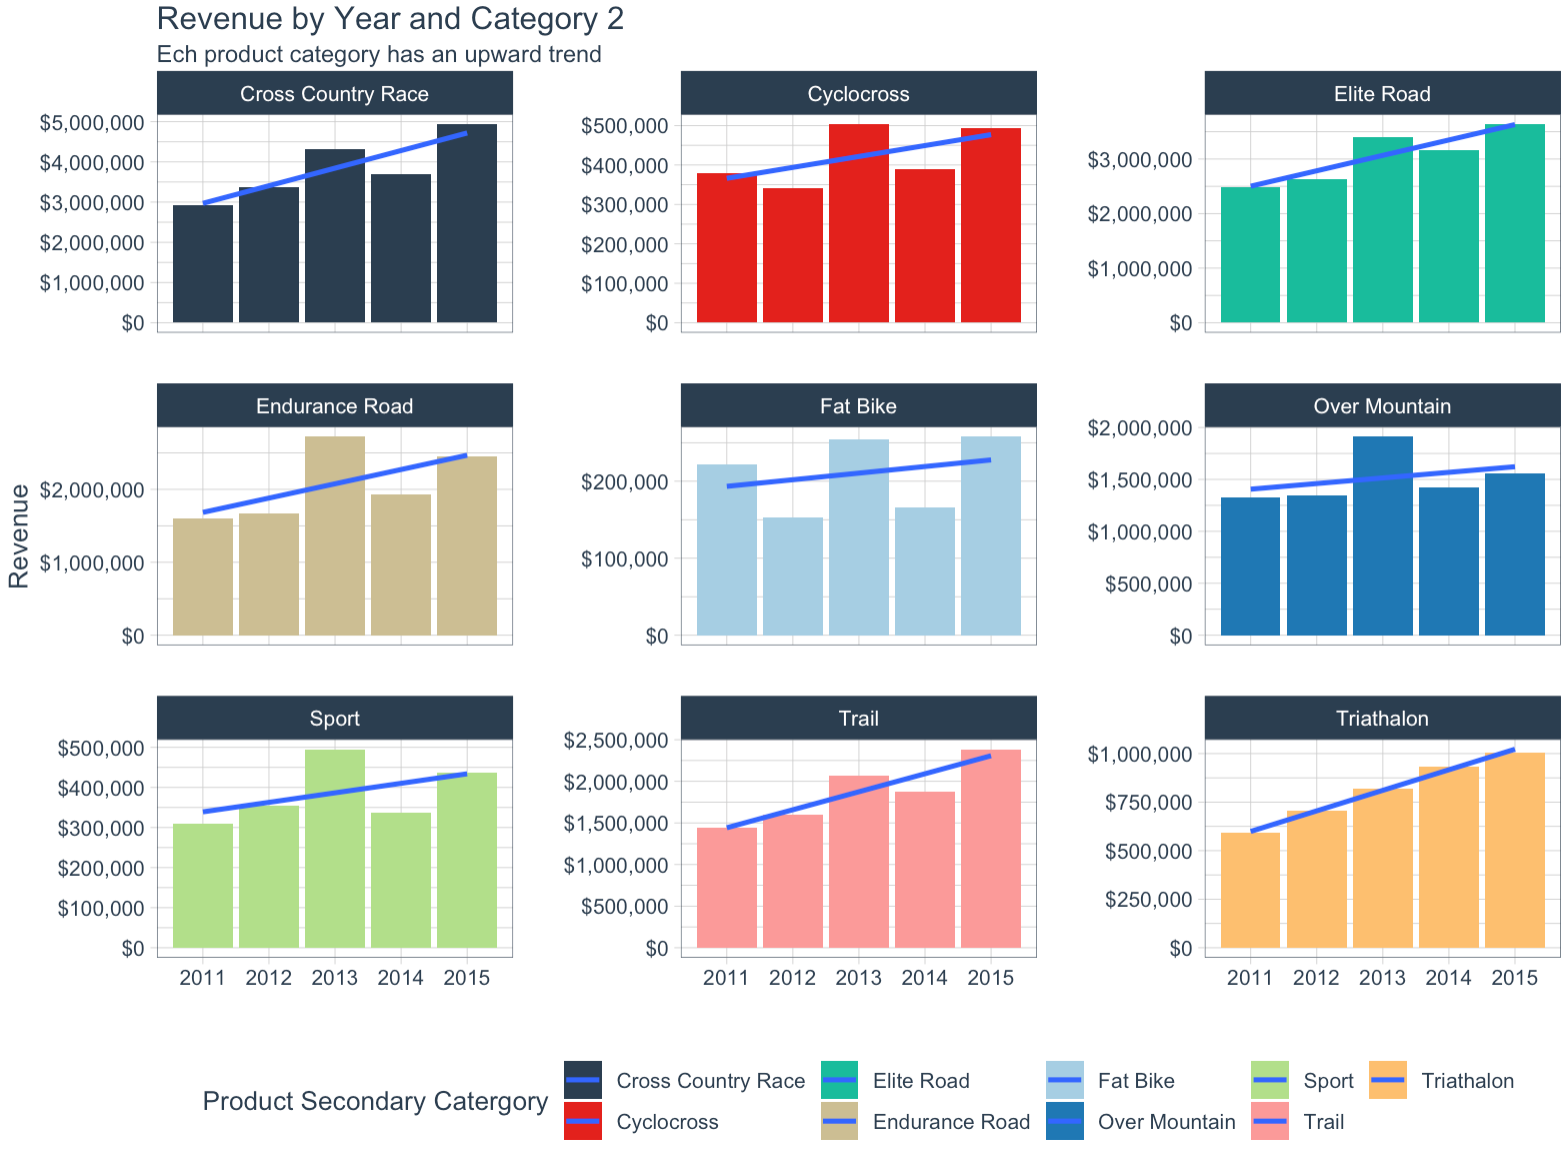 Revenue by Year and Category 2
Ech product category has an upward trend
Cross Country Race
Cyclocross
Elite Road
$5,000,000
$4,000,000
$3,000,000
$2,000,000
$1,000,000
$0
$500,000
$400,000
$300,000
$200,000
$100,000
$0
$3,000,000
$2,000,000
$1,000,000
$0
Endurance Road
Fat Bike
Over Mountain
Revenue
$2,000,000
$1,000,000
$0
$200,000
$100,000
$0
$2,000,000
$1,500,000
$1,000,000
$500,000
$0
Sport
Trail
Triathalon
$500,000
$400,000
$300,000
$200,000
$100,000
$0
$2,500,000
$2,000,000
$1,500,000
$1,000,000
$500,000
$0
$1,000,000
$750,000
$500,000
$250,000
$0
2011 2012 2013 2014 2015
2011 2012 2013 2014 2015
2011 2012 2013 2014 2015
Product Secondary Catergory
Cross Country Race
Elite Road
Fat Bike
Sport
Triathalon
Cyclocross
Endurance Road
Over Mountain
Trail